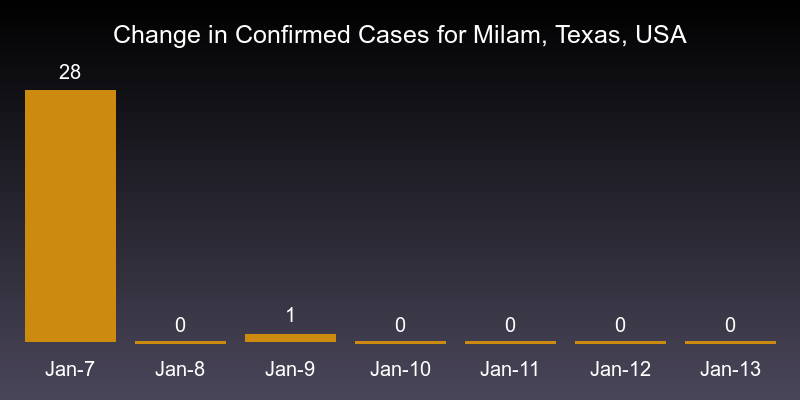 Change in Confirmed Cases for Milam, Texas, USA
28
0
1
0
0
0
0
Jan-7
Jan-8
Jan-9
Jan-10
Jan-11
Jan-12
Jan-13